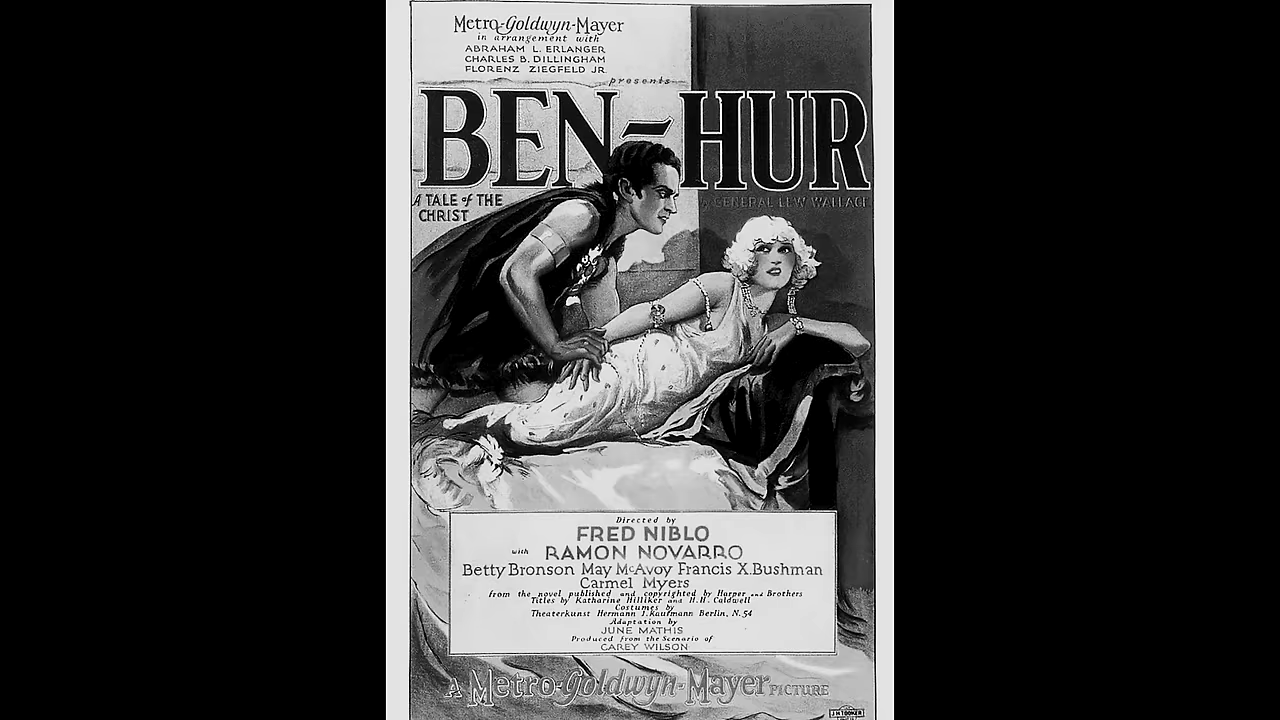 Metro-Goldwyn-Mayer
in arrangement with
ABRAHAM L. ERLANGER
CHARLES B. DILLINGHAM
FLORENZ ZIEGFELD JR.
presents
BEN-HUR
A TALE of THE
CHRIST
by GENERAL LEW WALLACE
Directed by
FRED NIBLO
with RAMON NOVARRO
Betty Bronson May McAvoy Francis X. Bushman
Carmel Myers
from the novel published and copyrighted by Harper and Brothers
Titles by Katharine Hilliker and H.H. Caldwell
Costumes by
Theaterkunst Hermann J. Kaufmann Berlin, N.54
Adaptation by
JUNE MATHIS
Produced from the Scenario of
CAREY WILSON
A Metro-Goldwyn-Mayer PICTURE
J.H. TOOKER